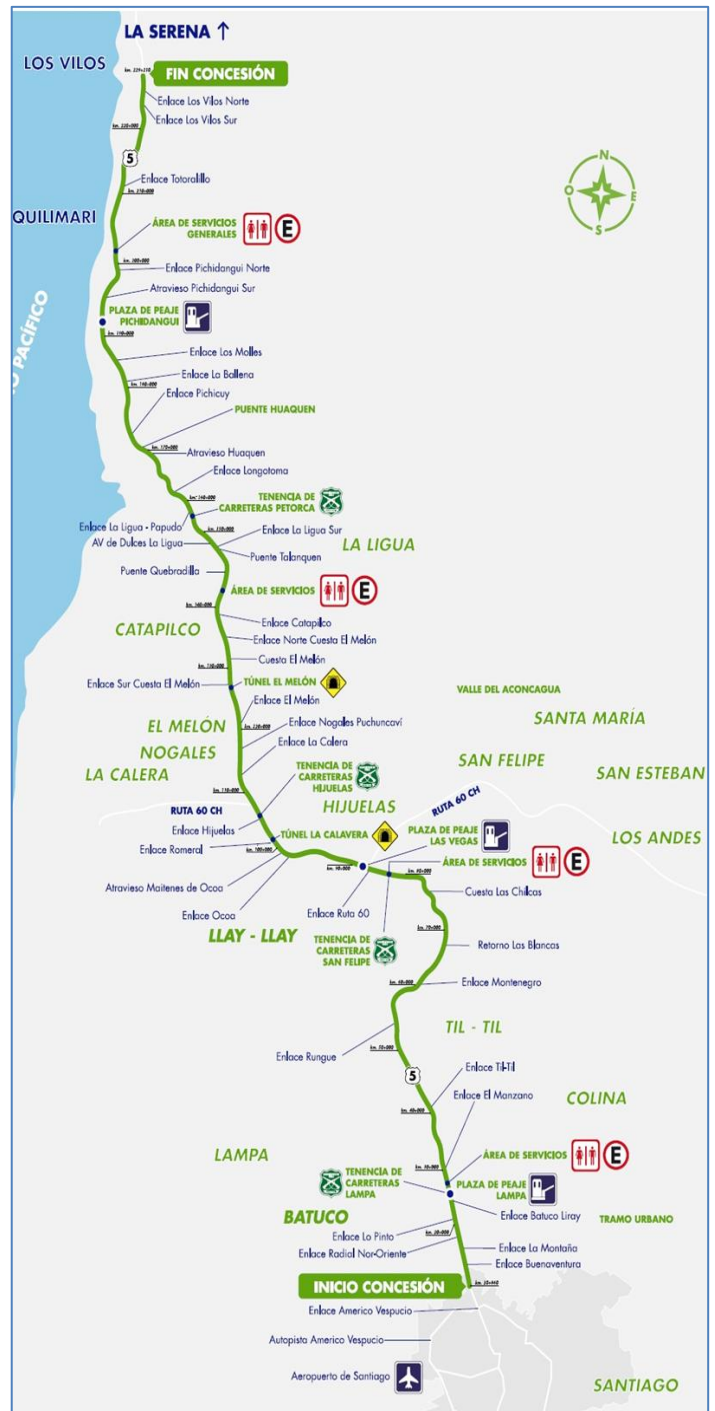 LA SERENA ↑
LOS VILOS
FIN CONCESIÓN
Enlace Los Vilos Norte
Enlace Los Vilos Sur
5
Enlace Totoralillo
N
O
E
S
QUILIMARI
ÁREA DE SERVICIOS
GENERALES
E
Enlace Pichidangui Norte
Atravieso Pichidangui Sur
PLAZA DE PEAJE
PICHIDANGUI
O PACÍFICO
Enlace Los Molles
Enlace La Ballena
Enlace Pichicuy
PUENTE HUAQUEN
Atravieso Huaquen
Enlace Longotoma
TENENCIA DE
CARRETERAS PETORCA
Enlace La Ligua - Papudo
AV de Dulces La Ligua
Enlace La Ligua Sur
LA LIGUA
Puente Talanquen
Puente Quebradilla
ÁREA DE SERVICIOS
E
CATAPILCO
Enlace Catapilco
Enlace Norte Cuesta El Melón
Cuesta El Melón
Enlace Sur Cuesta El Melón
TÚNEL EL MELÓN
Enlace El Melón
VALLE DEL ACONCAGUA
SANTA MARÍA
EL MELÓN
Enlace Nogales Puchuncaví
NOGALES
Enlace La Calera
LA CALERA
TENENCIA DE
CARRETERAS
HIJUELAS
SAN FELIPE
SAN ESTEBAN
HIJUELAS
RUTA 60 CH
RUTA 60 CH
Enlace Hijuelas
TÚNEL LA CALAVERA
PLAZA DE PEAJE
LAS VEGAS
LOS ANDES
Enlace Romeral
ÁREA DE SERVICIOS
E
Atravieso Maitenes de Ocoa
Enlace Ocoa
Cuesta Las Chilcas
Enlace Ruta 60
LLAY - LLAY
TENENCIA DE
CARRETERAS
SAN FELIPE
Retorno Las Blancas
Enlace Montenegro
TIL - TIL
Enlace Rungue
5
Enlace Til-Til
Enlace El Manzano
COLINA
LAMPA
ÁREA DE SERVICIOS
E
TENENCIA DE
CARRETERAS
LAMPA
PLAZA DE PEAJE
LAMPA
BATUCO
Enlace Batuco Liray
TRAMO URBANO
Enlace Lo Pinto
Enlace Radial Nor-Oriente
Enlace La Montaña
Enlace Buenaventura
INICIO CONCESIÓN
Enlace Americo Vespucio
Autopista Americo Vespucio
Aeropuerto de Santiago
SANTIAGO